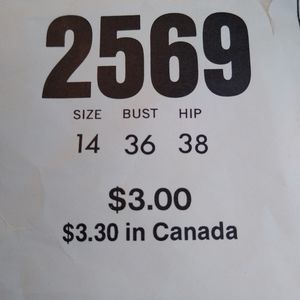 2569
SIZE BUST HIP
14 36 38
$3.00
$3.30 in Canada